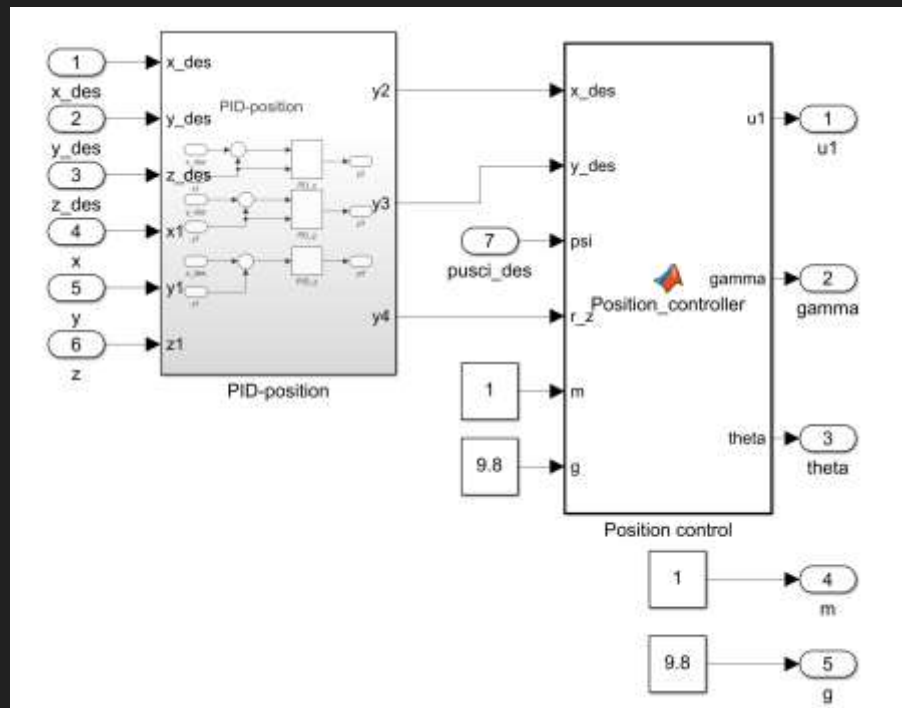 1
x_des
2
y_des
3
z_des
4
x
5
y
6
z
x_des
y_des
z_des
x1
y1
z1
PID-position
y2
y3
y4
PID-position
7
pusci_des
1
9.8
x_des
y_des
psi
r_z
m
g
Position_controller
u1
gamma
theta
Position control
1
u1
2
gamma
3
theta
1
4
m
9.8
5
g